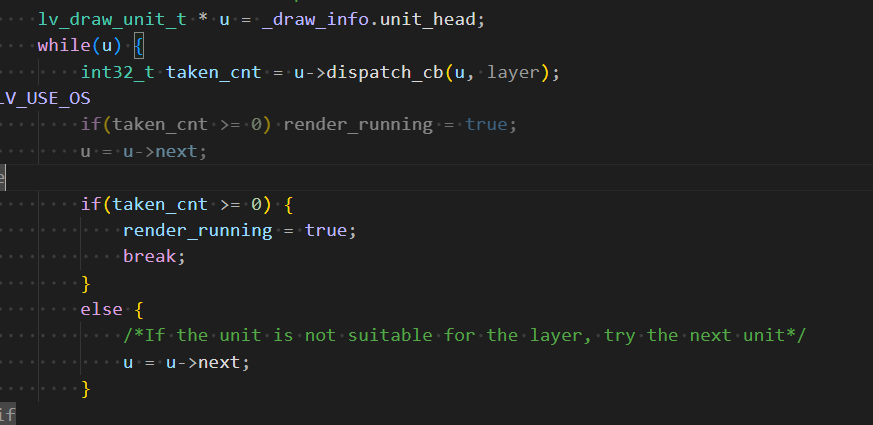 lv_draw_unit_t * u = _draw_info.unit_head;
while(u) {
int32_t taken_cnt = u->dispatch_cb(u, layer);
LV_USE_OS
if(taken_cnt >= 0) render_running = true;
u = u->next;
e
if(taken_cnt >= 0) {
render_running = true;
break;
}
else {
/*If the unit is not suitable for the layer, try the next unit*/
u = u->next;
}
if